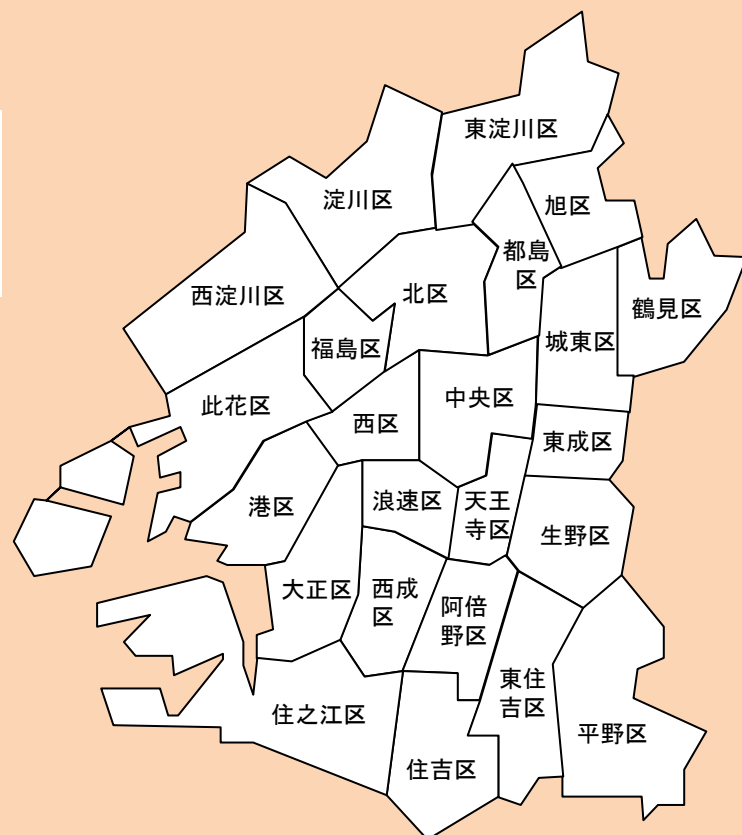 東淀川区
淀川区
旭区
都島
区
西淀川区
北区
鶴見区
城東区
福島区
此花区
中央区
西区
東成区
浪速区
天王
寺区
港区
生野区
大正区
西成
区
阿倍
野区
東住
吉区
住之江区
平野区
住吉区